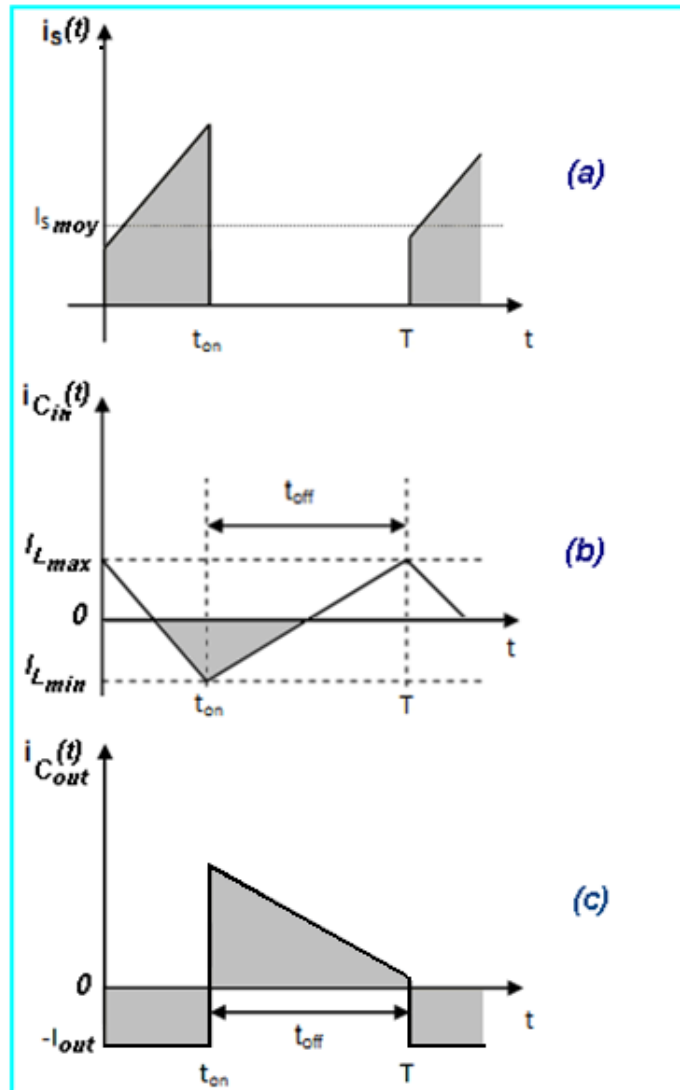 iS(t)
(a)
IS moy
ton
T
t
iCin(t)
toff
ILmax
(b)
0
t
ILmin
ton
T
iCout(t)
(c)
0
t
toff
-Iout
ton
T